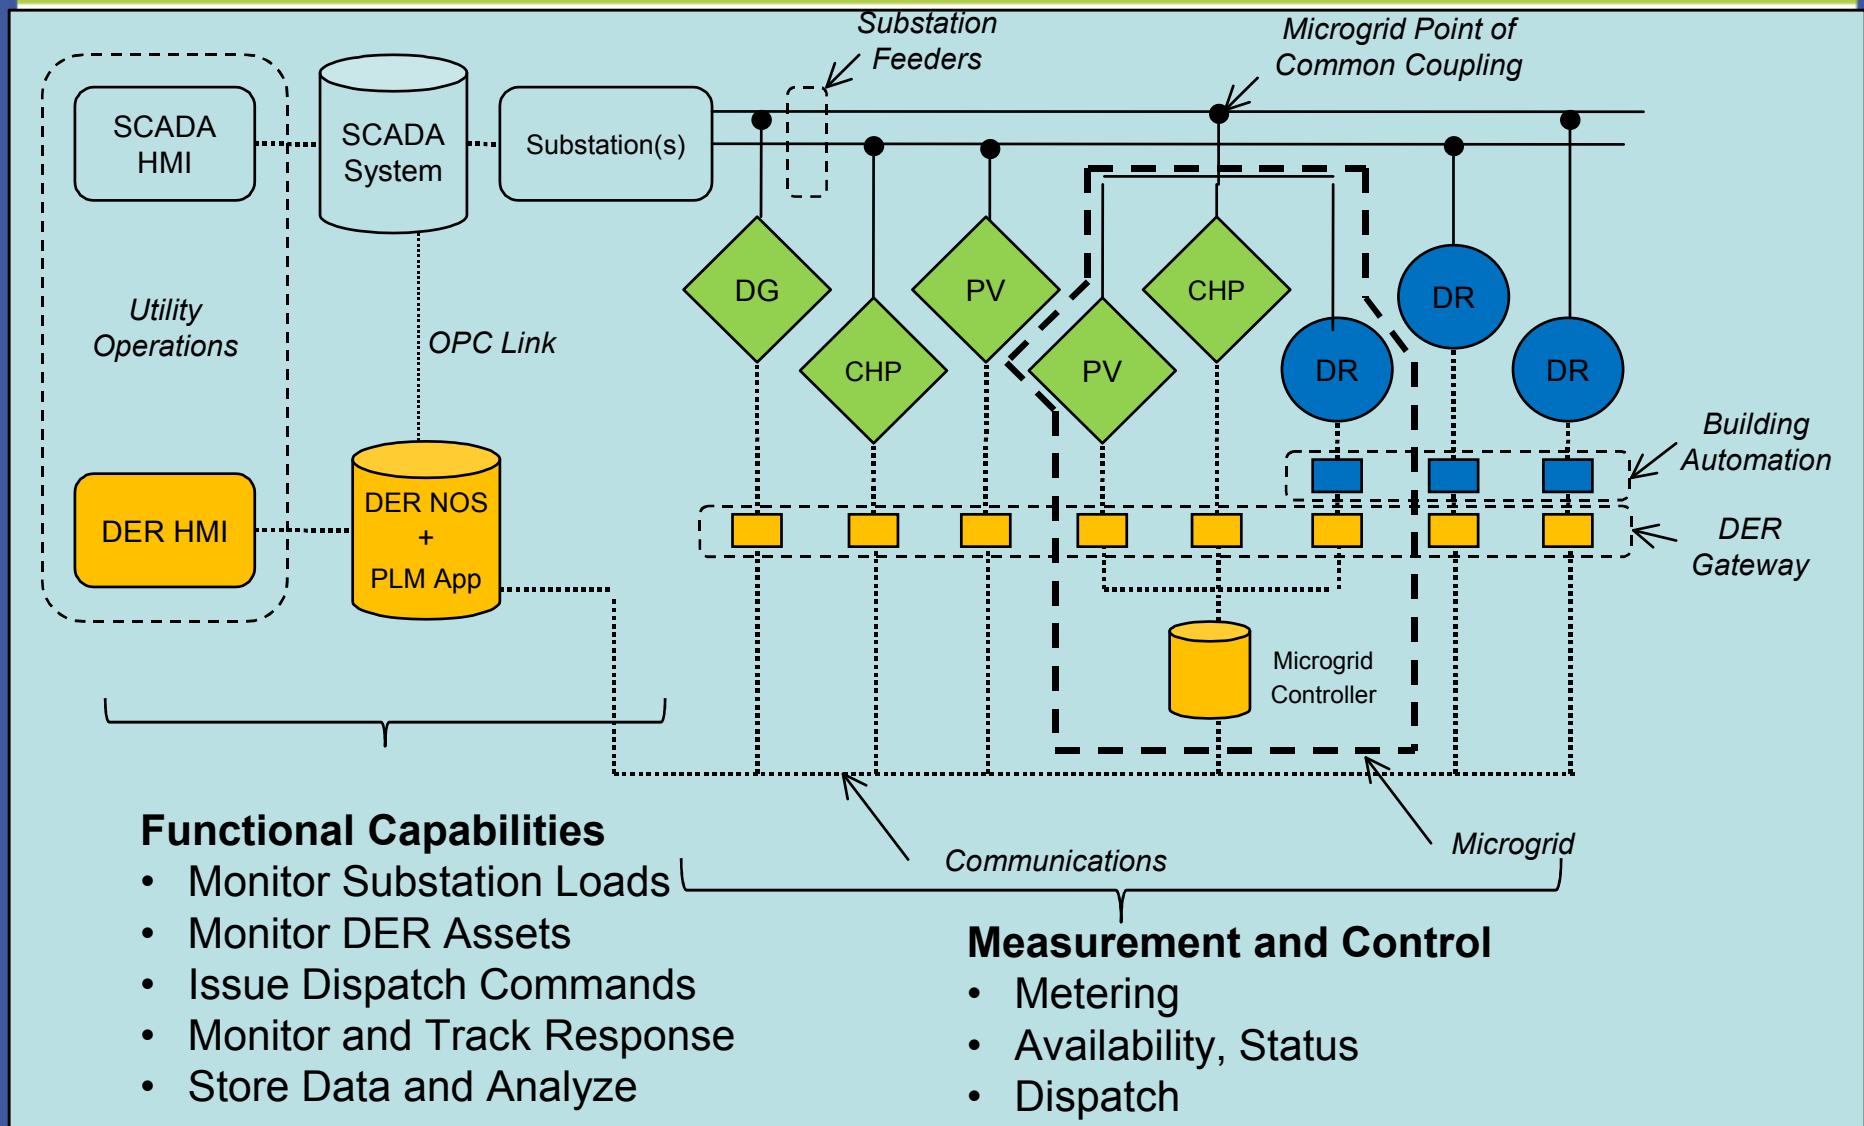 Substation
Feeders
Microgrid Point of
Common Coupling
SCADA
HMI
SCADA
System
Substation(s)
DG
PV
CHP
DR
CHP
PV
DR
DR
Utility
Operations
OPC Link
Building
Automation
DER HMI
DER NOS
+
PLM App
DER
Gateway
Microgrid
Controller
Communications
Microgrid
Functional Capabilities
• Monitor Substation Loads
• Monitor DER Assets
• Issue Dispatch Commands
• Monitor and Track Response
• Store Data and Analyze
Measurement and Control
• Metering
• Availability, Status
• Dispatch